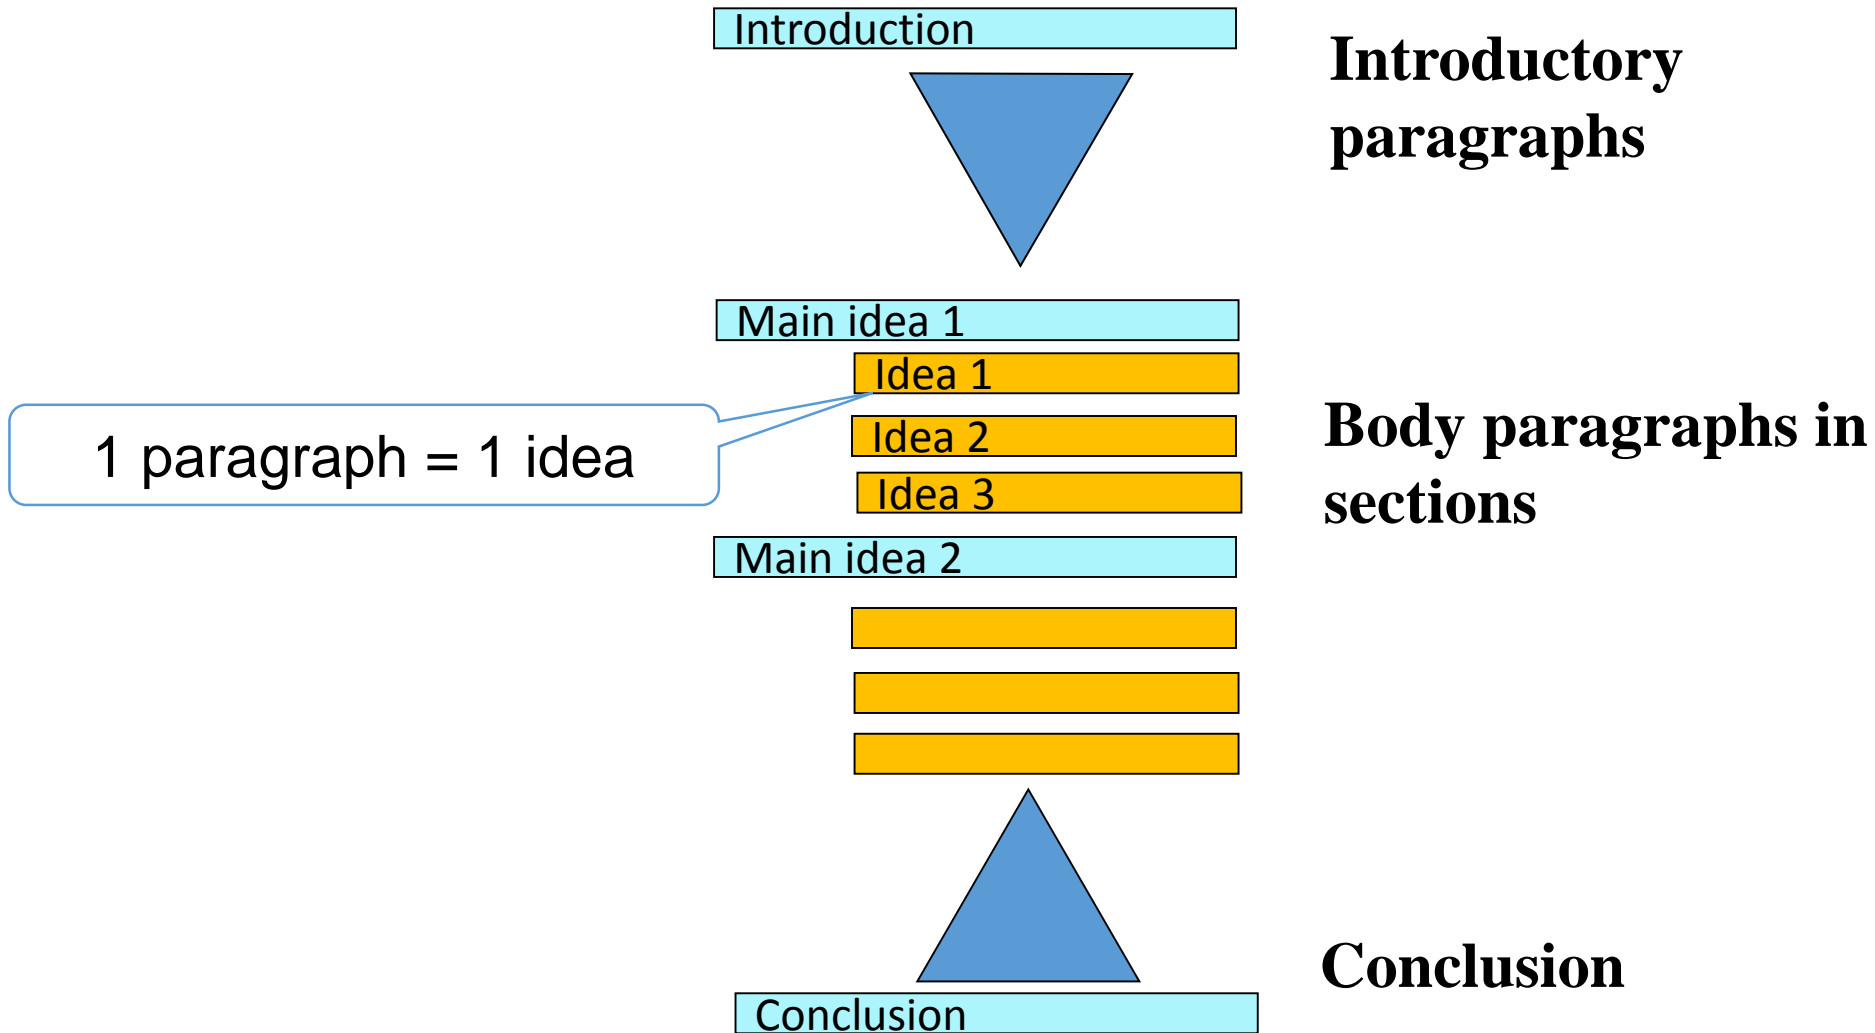 Introduction
Introductory
paragraphs
Main idea 1
Idea 1
1 paragraph = 1 idea
Idea 2
Idea 3
Body paragraphs in
sections
Main idea 2
Conclusion
Conclusion